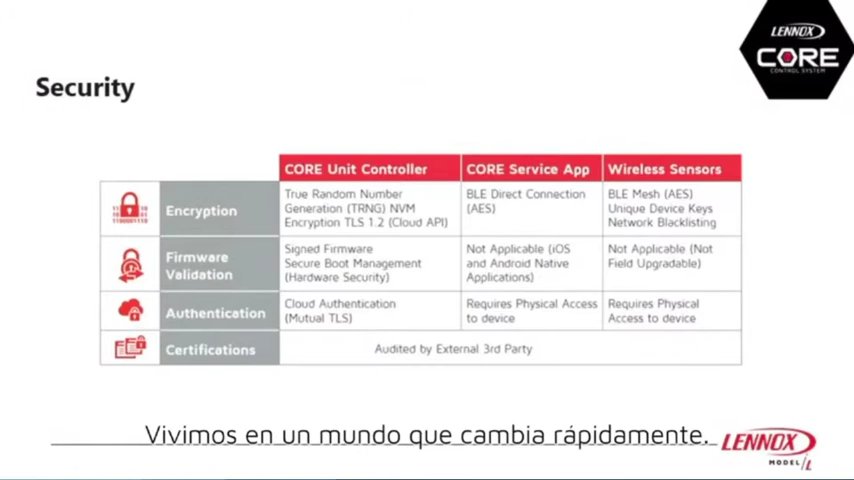 LENNOX
CORE
CONTROL SYSTEM
Security
CORE Unit Controller
CORE Service App
Wireless Sensors
Encryption
True Random Number
Generation (TRNG) NVM
Encryption TLS 1.2 (Cloud API)
BLE Direct Connection
(AES)
BLE Mesh (AES)
Unique Device Keys
Network Blacklisting
Firmware
Validation
Signed Firmware
Secure Boot Management
(Hardware Security)
Not Applicable (iOS
and Android Native
Applications)
Not Applicable (Not
Field Upgradable)
Authentication
Cloud Authentication
(Mutual TLS)
Requires Physical Access
to device
Requires Physical
Access to device
Certifications
Audited by External 3rd Party
Vivimos en un mundo que cambia rápidamente.
LENNOX
MODEL L